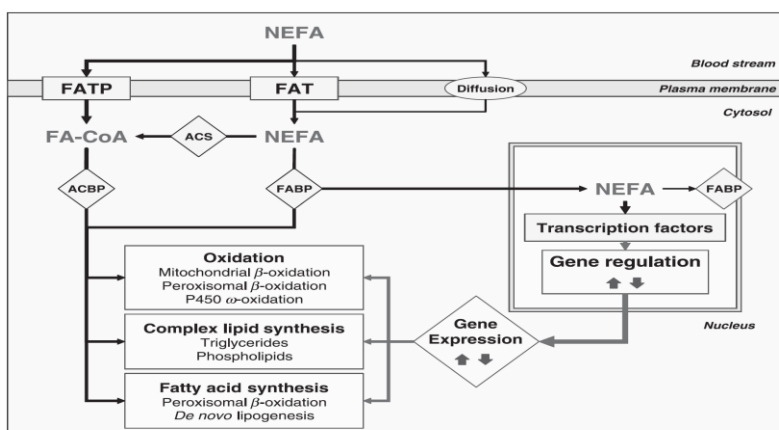 NEFA
Blood stream
FATP
FAT
Diffusion
Plasma membrane
Cytosol
FA-CoA
ACS
NEFA
ACBP
FABP
NEFA
FABP
Transcription factors
Gene regulation
Nucleus
Oxidation
Mitochondrial β-oxidation
Peroxisomal β-oxidation
P450 ω-oxidation
Complex lipid synthesis
Triglycerides
Phospholipids
Gene
Expression
Fatty acid synthesis
Peroxisomal β-oxidation
De novo lipogenesis